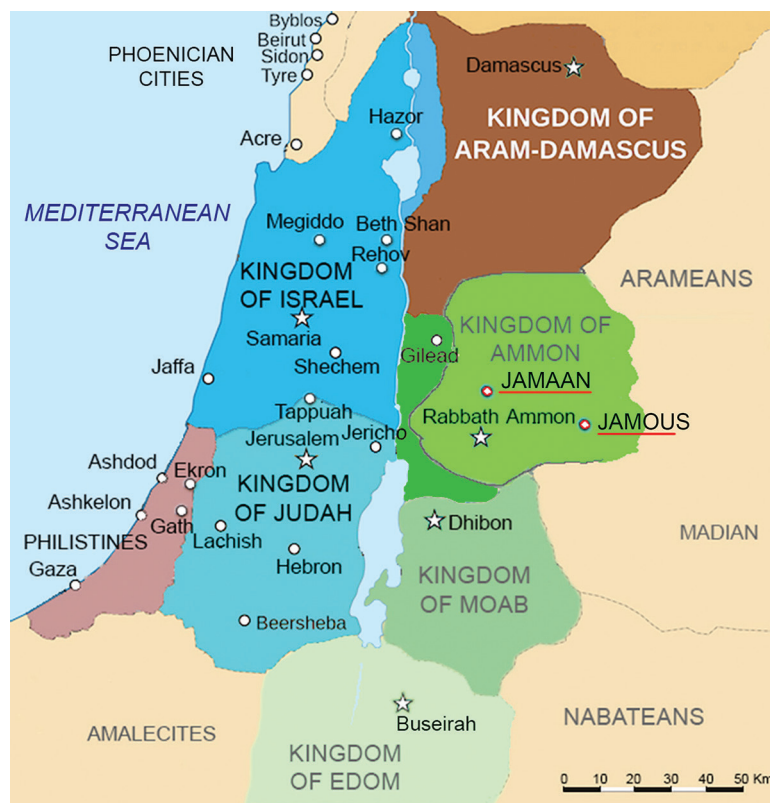 Byblos
Beirut
Sidon
Tyre
PHOENICIAN
CITIES
Damascus
KINGDOM OF
ARAM-DAMASCUS
Hazor
Acre
MEDITERRANEAN
SEA
Megiddo
Beth Shan
Rehov
KINGDOM
OF ISRAEL
ARAMEANS
Samaria
KINGDOM OF
AMMON
Gilead
Shechem
Jaffa
JAMAAN
Tappuah
Rabbath Ammon
JAMOUS
Jerusalem
Jericho
Ashdod
Ekron
KINGDOM
OF JUDAH
Ashkelon
Gath
Lachish
Dhibon
PHILISTINES
MADIAN
Gaza
Hebron
KINGDOM
OF MOAB
Beersheba
Buseirah
NABATEANS
AMALECITES
KINGDOM
OF EDOM
0 10 20 30 40 50 Km